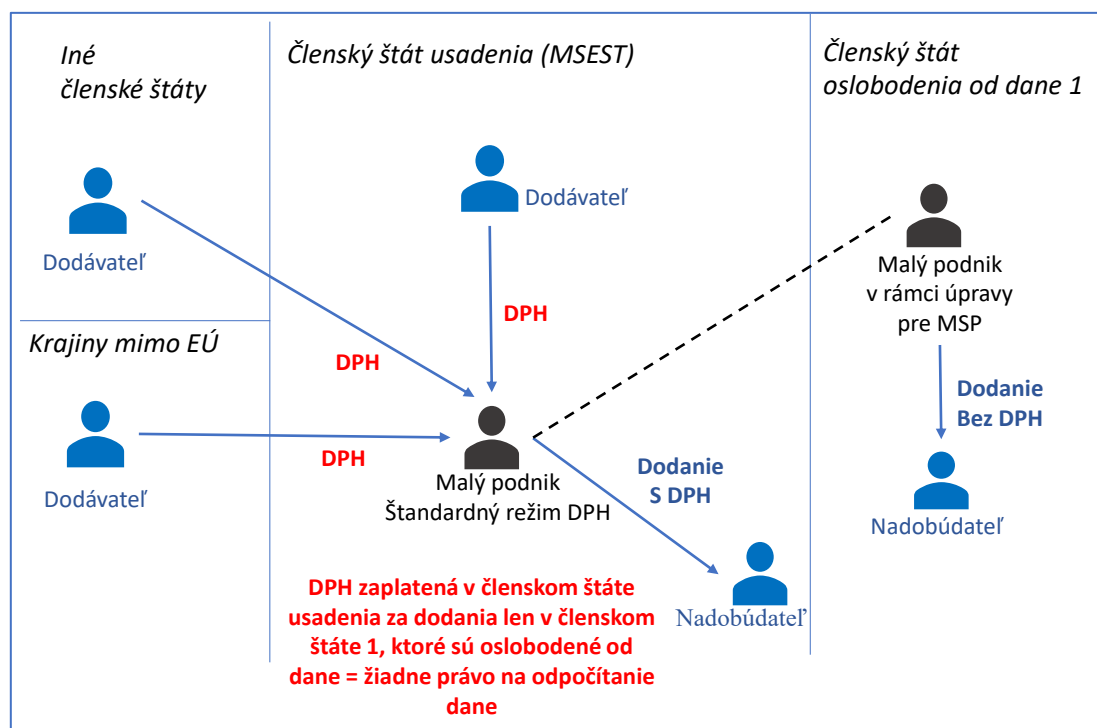 Iné
členské štáty
Dodávateľ
Krajiny mimo EÚ
Dodávateľ
Členský štát usadenia (MSEST)
Dodávateľ
DPH
DPH
DPH
Malý podnik
Štandardný režim DPH
Dodanie
S DPH
Nadobúdateľ
DPH zaplatená v členskom štáte
usadenia za dodania len v členskom
štáte 1, ktoré sú oslobodené od
dane = žiadne právo na odpočítanie
dane
Členský štát
oslobodenia od dane 1
Malý podnik
v rámci úpravy
pre MSP
Dodanie
Bez DPH
Nadobúdateľ